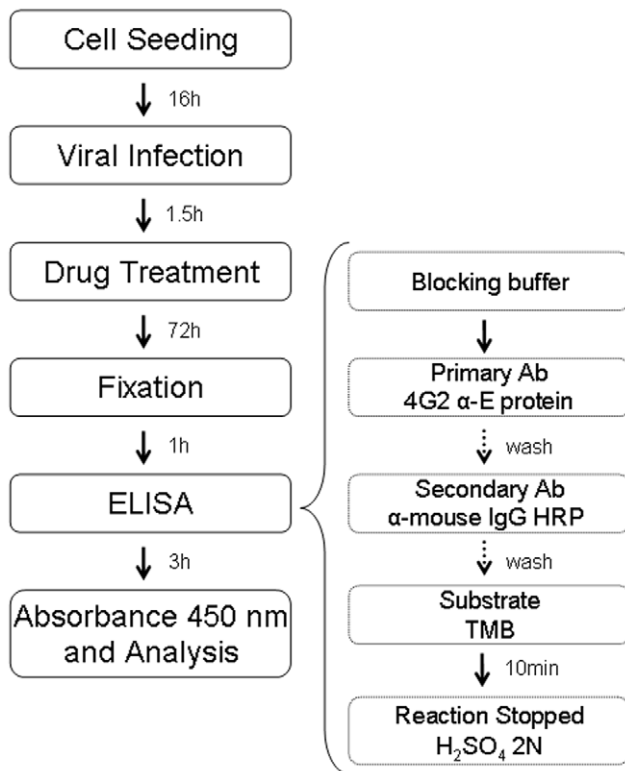 Cell Seeding
16h
Viral Infection
1.5h
Drug Treatment
72h
Fixation
1h
ELISA
3h
Absorbance 450 nm
and Analysis
Blocking buffer
Primary Ab
4G2 α-E protein
wash
Secondary Ab
α-mouse IgG HRP
wash
Substrate
TMB
10min
Reaction Stopped
H₂SO₄ 2N